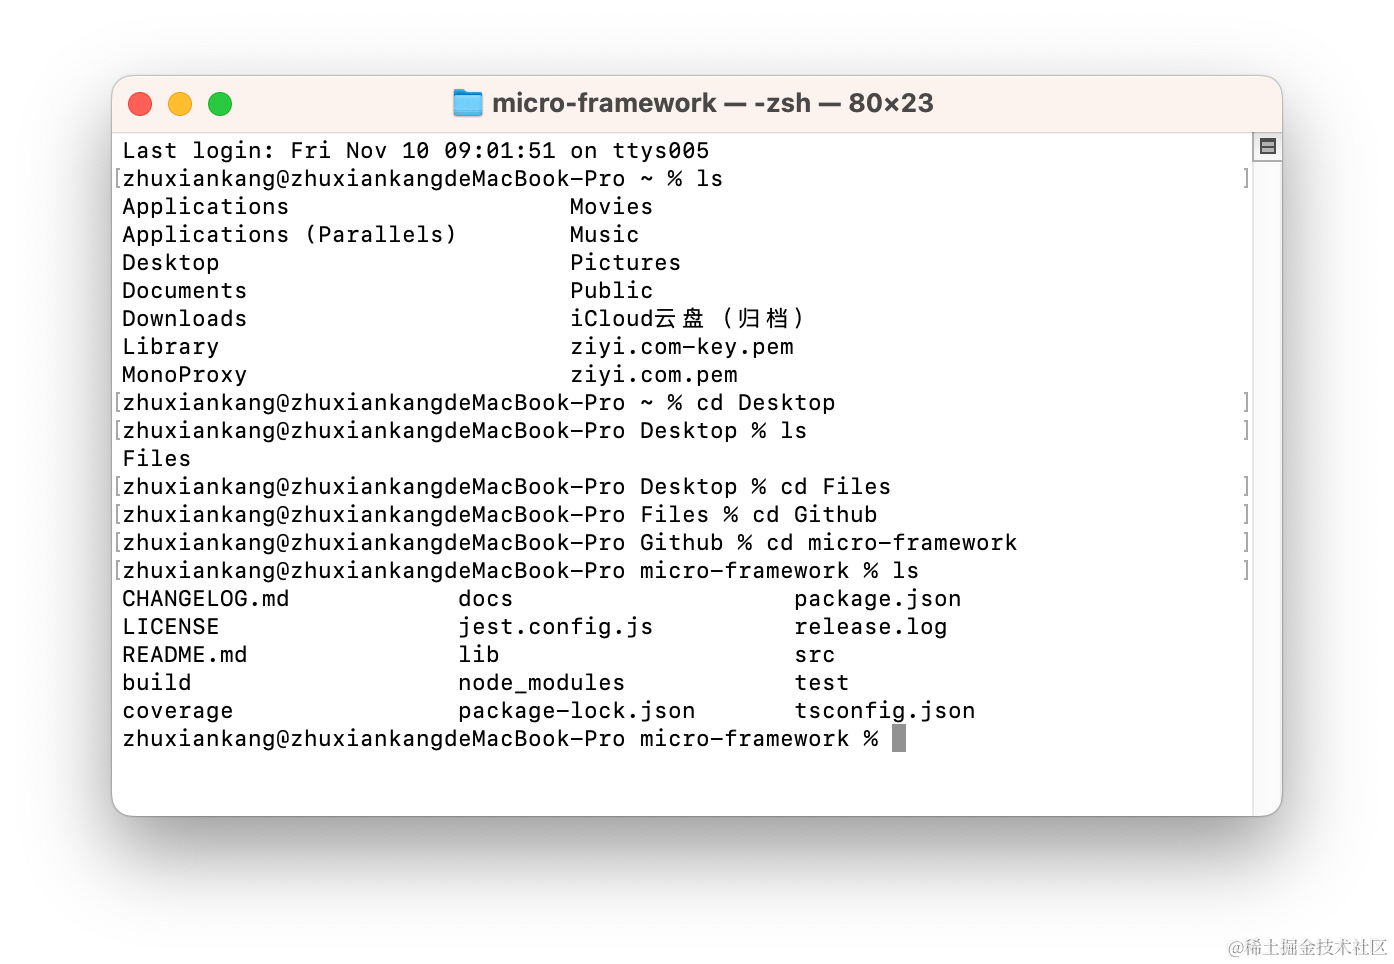 micro-framework — -zsh — 80×23
Last login: Fri Nov 10 09:01:51 on ttys005
[zhuxiankang@zhuxiankangdeMacBook-Pro ~ % ls ]
Applications Movies
Applications (Parallels) Music
Desktop Pictures
Documents Public
Downloads iCloud云盘（归档）
Library ziyi.com-key.pem
MonoProxy ziyi.com.pem
[zhuxiankang@zhuxiankangdeMacBook-Pro ~ % cd Desktop ]
[zhuxiankang@zhuxiankangdeMacBook-Pro Desktop % ls ]
Files
[zhuxiankang@zhuxiankangdeMacBook-Pro Desktop % cd Files ]
[zhuxiankang@zhuxiankangdeMacBook-Pro Files % cd Github ]
[zhuxiankang@zhuxiankangdeMacBook-Pro Github % cd micro-framework ]
[zhuxiankang@zhuxiankangdeMacBook-Pro micro-framework % ls ]
CHANGELOG.md docs package.json
LICENSE jest.config.js release.log
README.md lib src
build node_modules test
coverage package-lock.json tsconfig.json
zhuxiankang@zhuxiankangdeMacBook-Pro micro-framework %
@稀土掘金技术社区